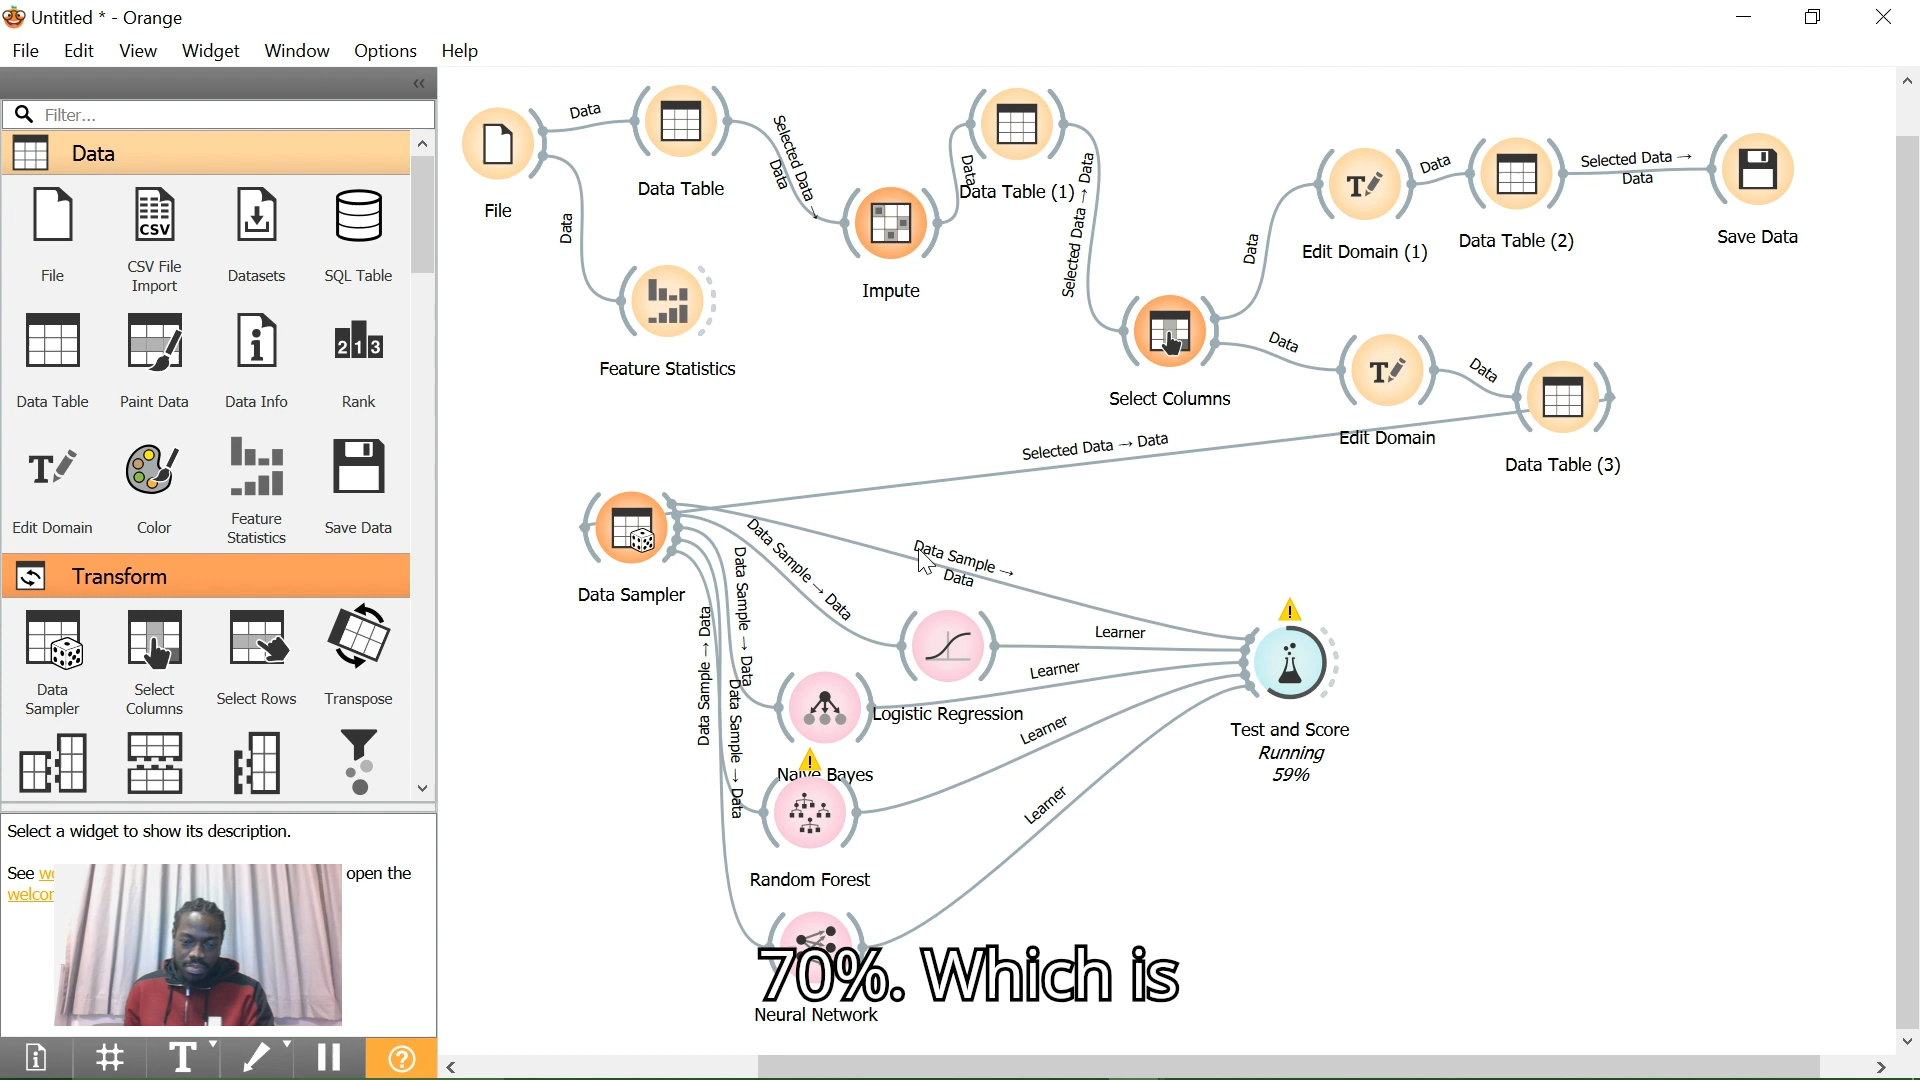 Untitled * - Orange
File Edit View Widget Window Options Help
Filter...
Data
File
CSV File
Import
Datasets
SQL Table
Data Table
Paint Data
Data Info
Rank
Edit Domain
Color
Feature
Statistics
Save Data
Transform
Data
Sampler
Select
Columns
Select Rows
Transpose
Select a widget to show its description.
See
open the
File
Data
Data
Data Table
Selected Data →
Data
Feature Statistics
Impute
Data
Data Table (1)
Selected Data → Data
Select Columns
Data
Data
Edit Domain (1)
Data
Data Table (2)
Selected Data →
Data
Save Data
Edit Domain
Data
Data Table (3)
Selected Data → Data
Data Sampler
Data Sample →
Data
Data Sample → Data
Data Sample → Data
Data Sample → Data
Data Sample → Data
Logistic Regression
Learner
Learner
Learner
Learner
Naive Bayes
Random Forest
Neural Network
Test and Score
Running
59%
70%. Which is